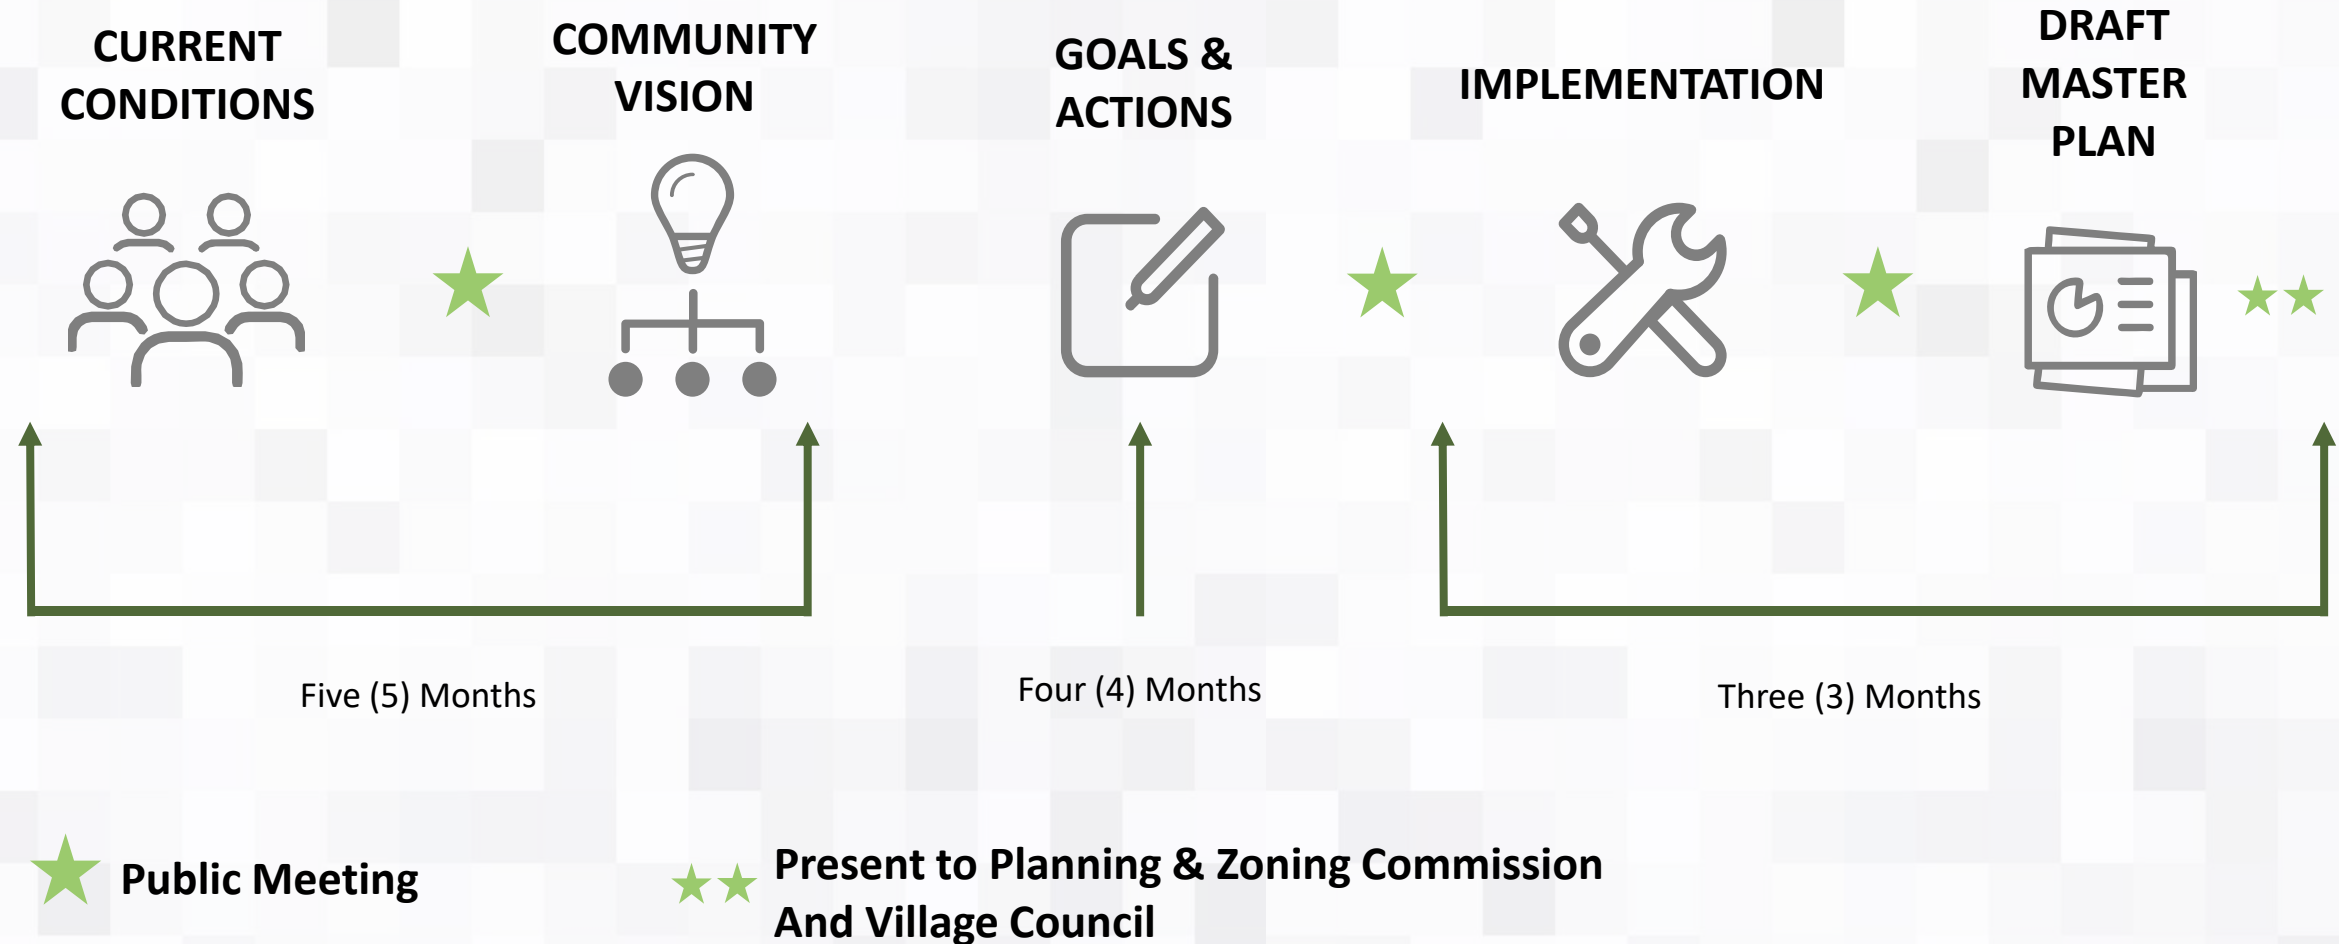 CURRENT
CONDITIONS
COMMUNITY
VISION
GOALS &
ACTIONS
IMPLEMENTATION
DRAFT
MASTER
PLAN
Five (5) Months
Four (4) Months
Three (3) Months
Public Meeting
Present to Planning & Zoning Commission
And Village Council